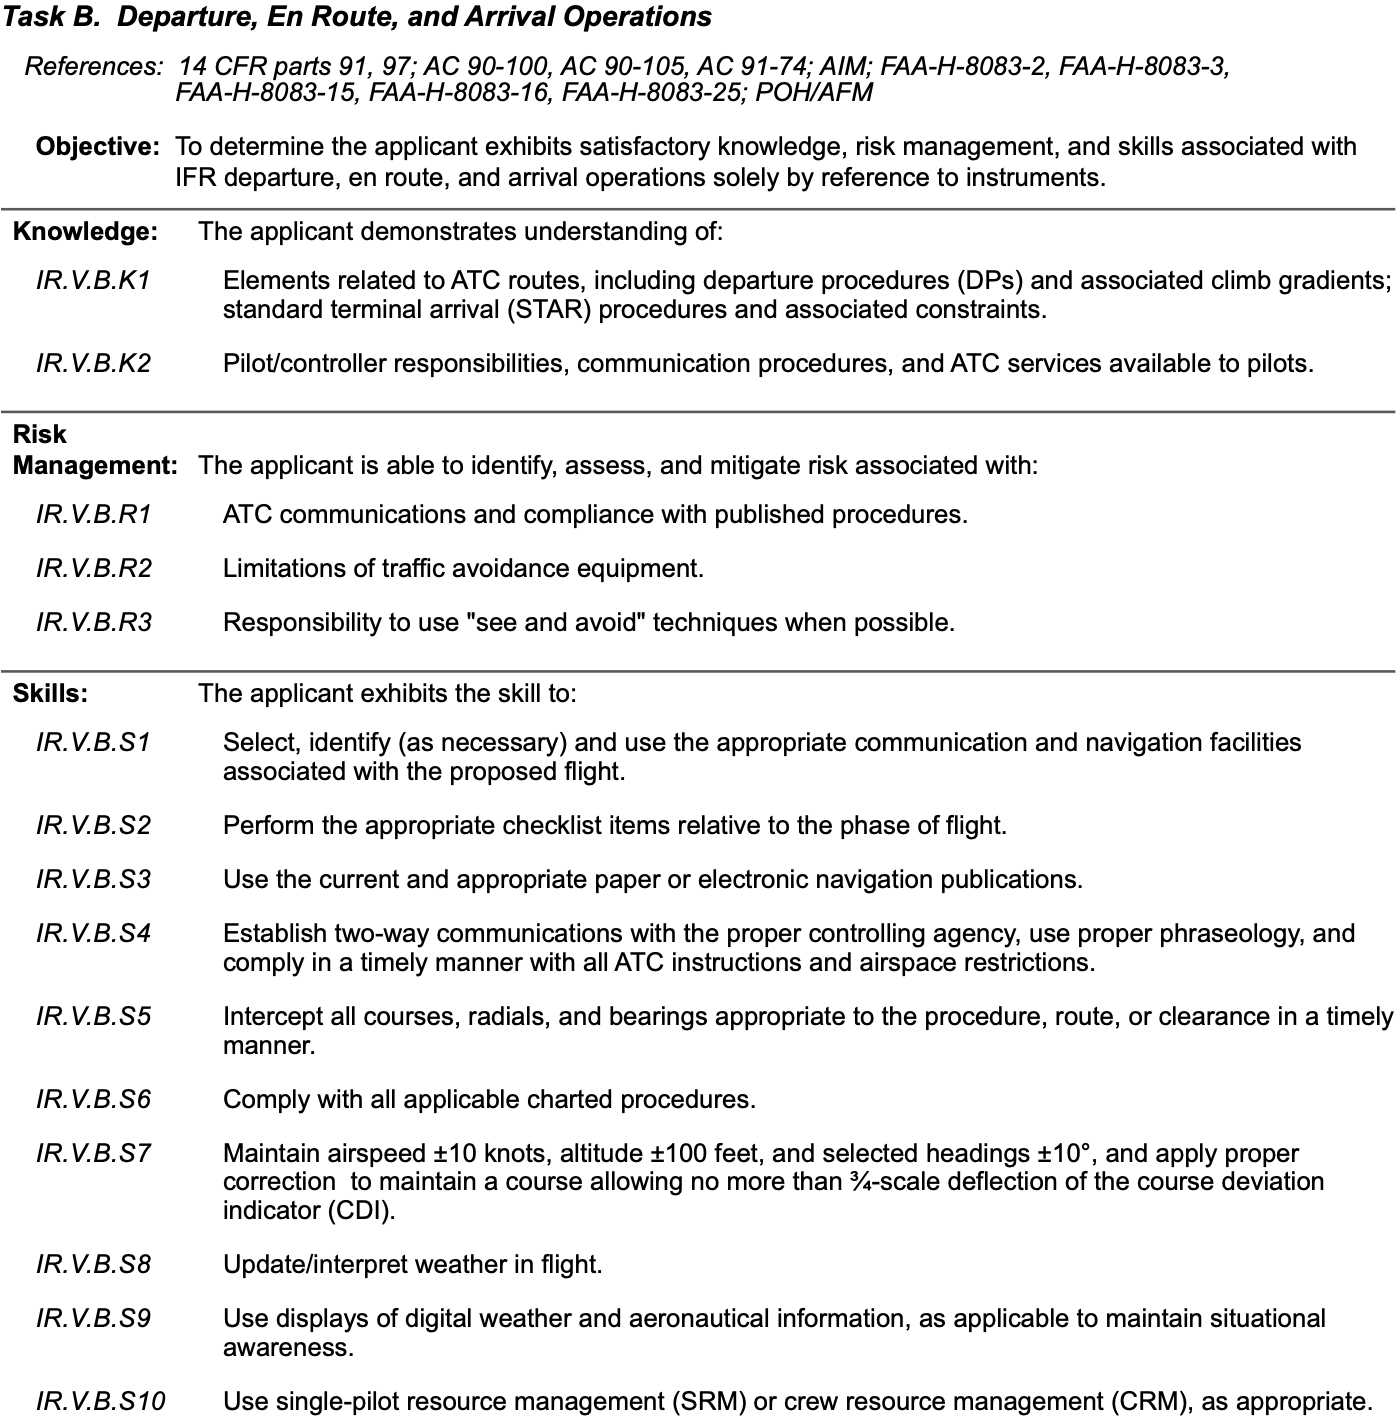 Task B.  Departure, En Route, and Arrival Operations
References:  14 CFR parts 91, 97; AC 90-100, AC 90-105, AC 91-74; AIM; FAA-H-8083-2, FAA-H-8083-3,
FAA-H-8083-15, FAA-H-8083-16, FAA-H-8083-25; POH/AFM
Objective:  To determine the applicant exhibits satisfactory knowledge, risk management, and skills associated with
IFR departure, en route, and arrival operations solely by reference to instruments.
Knowledge:  The applicant demonstrates understanding of:
IR.V.B.K1  Elements related to ATC routes, including departure procedures (DPs) and associated climb gradients;
standard terminal arrival (STAR) procedures and associated constraints.
IR.V.B.K2  Pilot/controller responsibilities, communication procedures, and ATC services available to pilots.
Risk
Management:  The applicant is able to identify, assess, and mitigate risk associated with:
IR.V.B.R1  ATC communications and compliance with published procedures.
IR.V.B.R2  Limitations of traffic avoidance equipment.
IR.V.B.R3  Responsibility to use "see and avoid" techniques when possible.
Skills:  The applicant exhibits the skill to:
IR.V.B.S1  Select, identify (as necessary) and use the appropriate communication and navigation facilities
associated with the proposed flight.
IR.V.B.S2  Perform the appropriate checklist items relative to the phase of flight.
IR.V.B.S3  Use the current and appropriate paper or electronic navigation publications.
IR.V.B.S4  Establish two-way communications with the proper controlling agency, use proper phraseology, and
comply in a timely manner with all ATC instructions and airspace restrictions.
IR.V.B.S5  Intercept all courses, radials, and bearings appropriate to the procedure, route, or clearance in a timely
manner.
IR.V.B.S6  Comply with all applicable charted procedures.
IR.V.B.S7  Maintain airspeed ±10 knots, altitude ±100 feet, and selected headings ±10°, and apply proper
correction  to maintain a course allowing no more than ¾-scale deflection of the course deviation
indicator (CDI).
IR.V.B.S8  Update/interpret weather in flight.
IR.V.B.S9  Use displays of digital weather and aeronautical information, as applicable to maintain situational
awareness.
IR.V.B.S10  Use single-pilot resource management (SRM) or crew resource management (CRM), as appropriate.